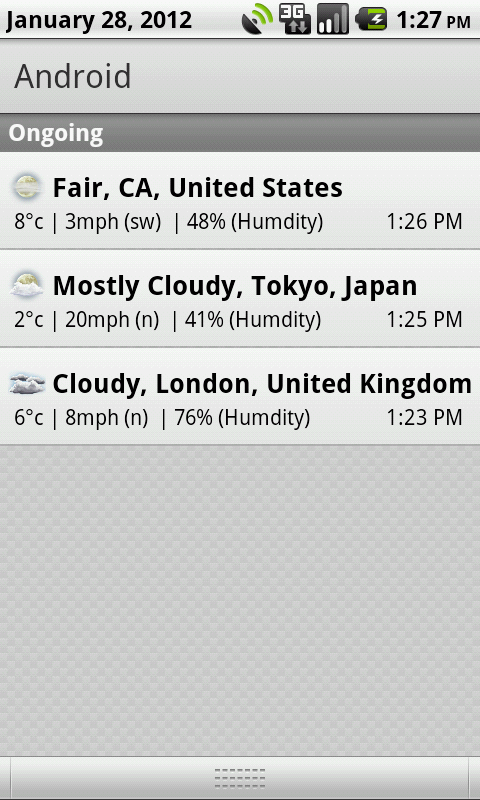 January 28, 2012 3G 1:27 PM
Android
Ongoing
Fair, CA, United States
8°c | 3mph (sw) | 48% (Humdity) 1:26 PM
Mostly Cloudy, Tokyo, Japan
2°c | 20mph (n) | 41% (Humdity) 1:25 PM
Cloudy, London, United Kingdom
6°c | 8mph (n) | 76% (Humdity) 1:23 PM